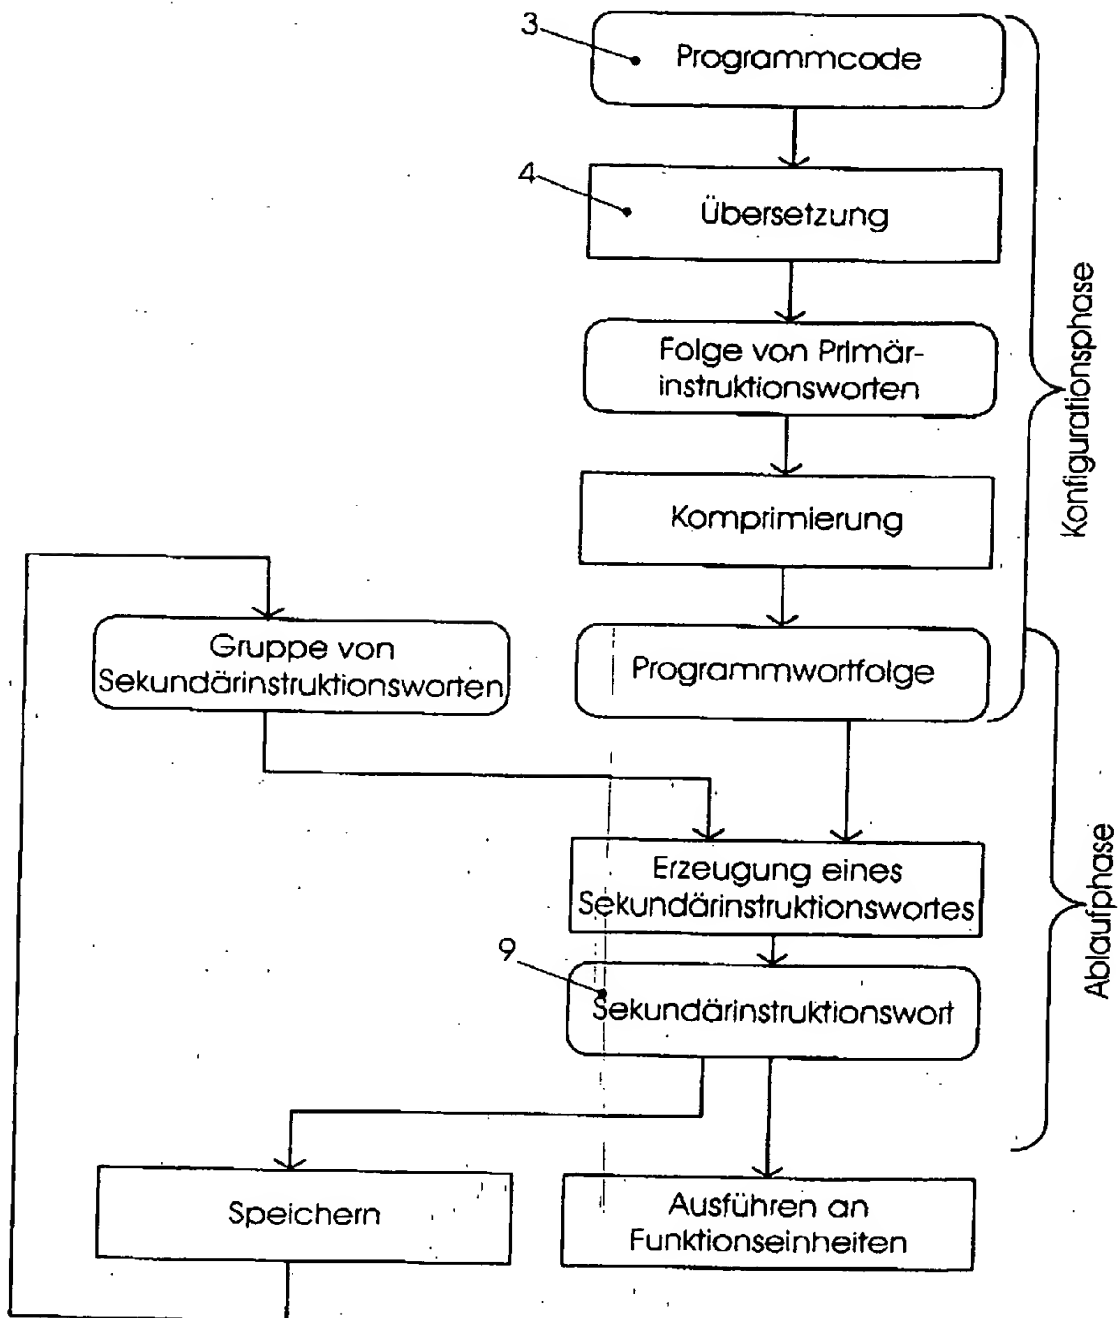 3
Programmcode
4
Übersetzung
Folge von Primär-
instruktionsworten
Komprimierung
Konfigurationsphase
Gruppe von
Sekundärinstruktionsworten
Programmwortfolge
Erzeugung eines
Sekundärinstruktionswortes
9
Sekundärinstruktionswort
Ablaufphase
Speichern
Ausführen an
Funktionseinheiten